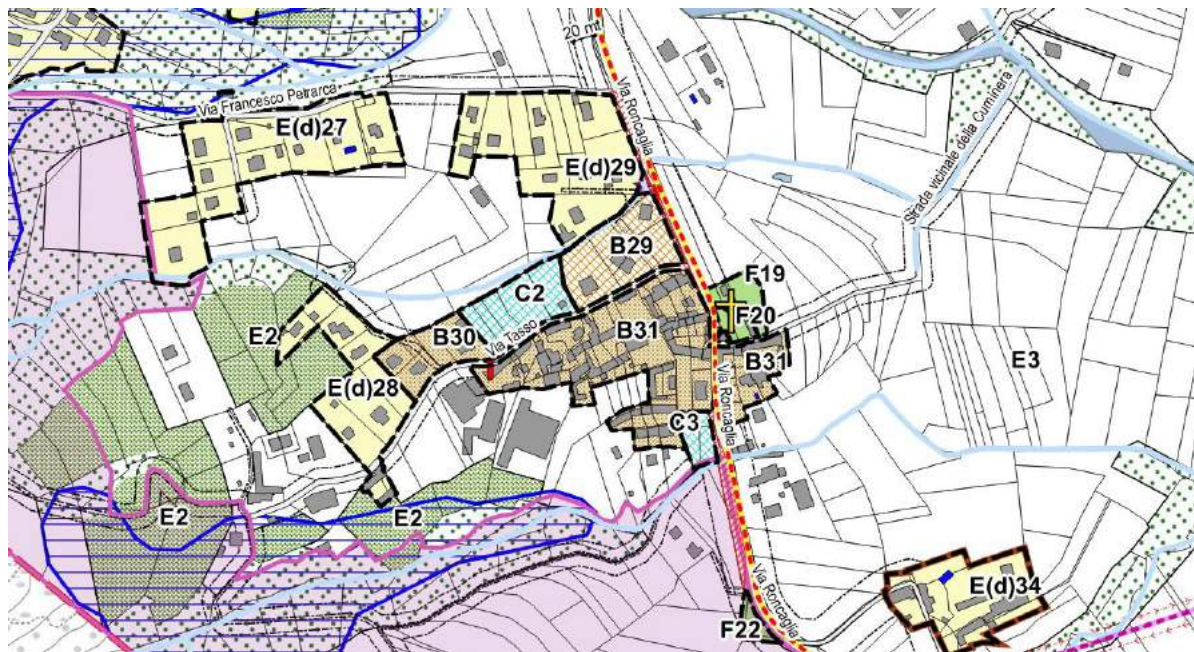 20 mt.
Via Francesco Petrarca
Via Roncaglia
E(d)27
E(d)29
Strada vicinale della Cuminera
B29
F19
C2
F20
E2
B30
Via Tasso
B31
B31
E3
E(d)28
Via Roncaglia
C3
E2
E2
E(d)34
Via Roncaglia
F22